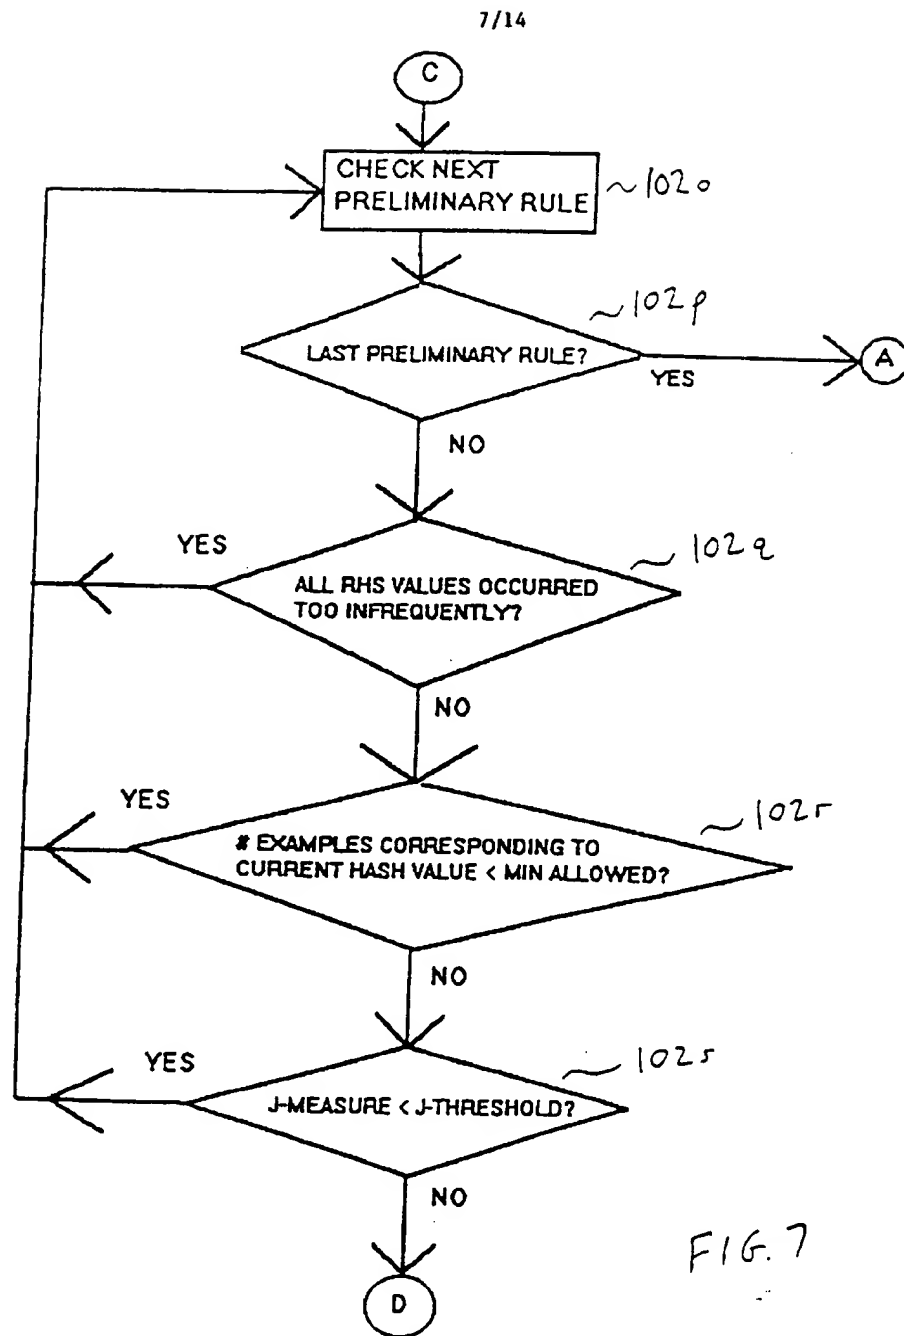 7/14
C
CHECK NEXT
PRELIMINARY RULE
102o
102p
LAST PRELIMINARY RULE?
YES
A
NO
YES
102q
ALL RHS VALUES OCCURRED
TOO INFREQUENTLY?
NO
YES
102r
# EXAMPLES CORRESPONDING TO
CURRENT HASH VALUE < MIN ALLOWED?
NO
YES
102s
J-MEASURE < J-THRESHOLD?
NO
D
FIG. 7